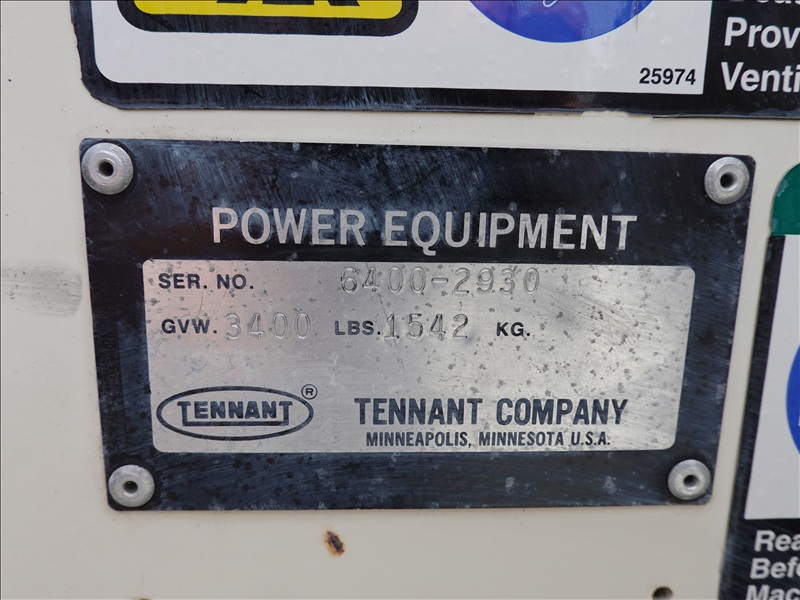 Prov
25974
Venti
POWER EQUIPMENT
SER. NO. 6400-2930
GVW. 3400 LBS. 1542 KG.
TENNANT ®
TENNANT COMPANY
MINNEAPOLIS, MINNESOTA U.S.A.
Rea
Befo
Mac